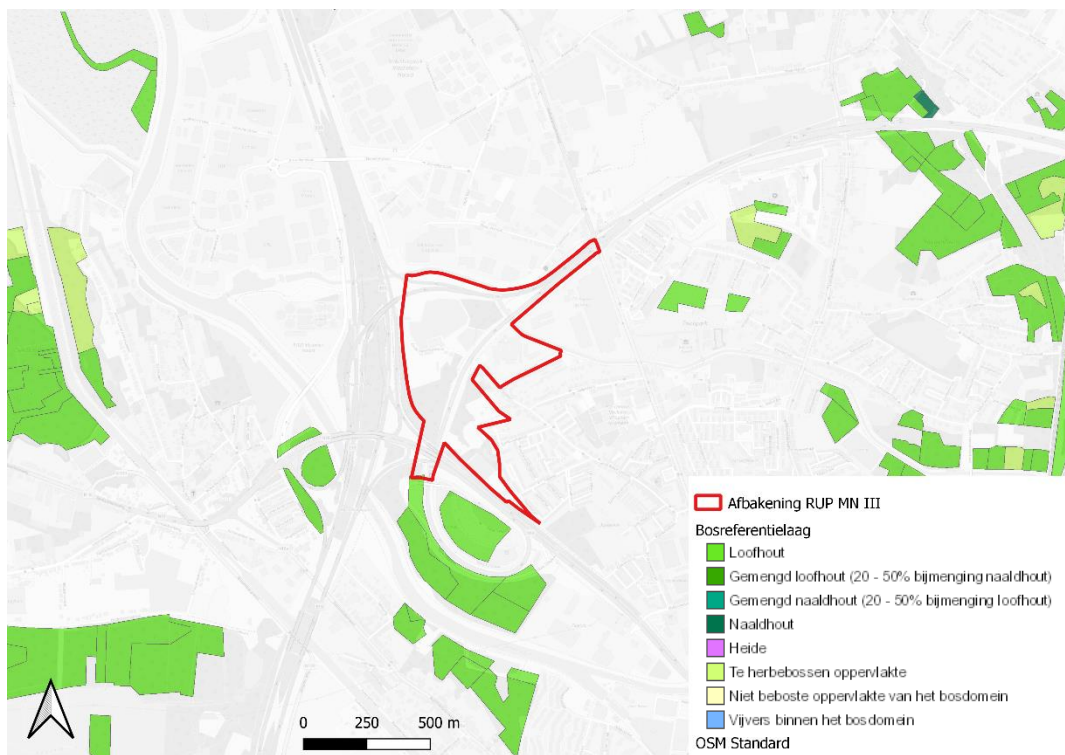 Afbakening RUP MN III
Bosreferentielaag
Loofhout
Gemengd loofhout (20 - 50% bijmenging naaldhout)
Gemengd naaldhout (20 - 50% bijmenging loofhout)
Naaldhout
Heide
Te herbebossen oppervlakte
Niet beboste oppervlakte van het bosdomein
Vijvers binnen het bosdomein
OSM Standard
0 250 500 m